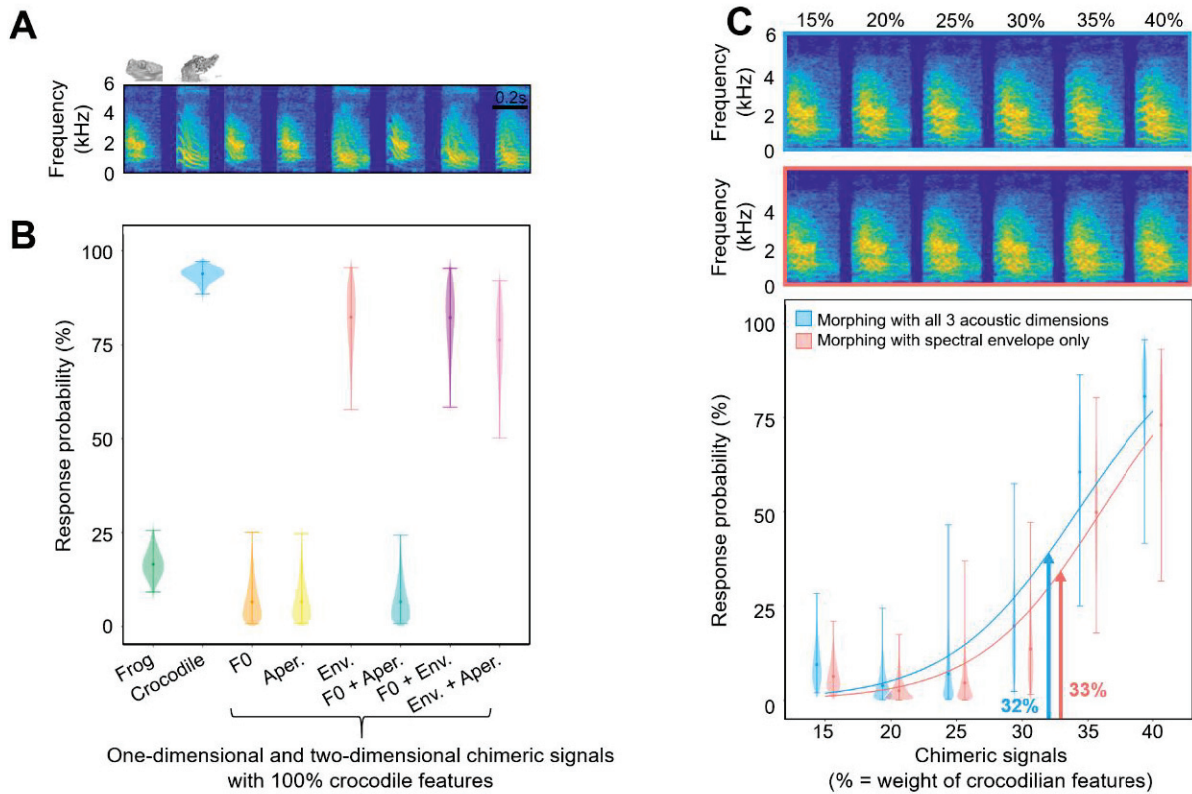 A
6
4
2
0
Frequency
(kHz)
0.2s
B
100
75
50
25
0
Response probability (%)
Frog
Crocodile
F0
Aper.
Env.
F0 + Aper.
F0 + Env.
Env. + Aper.
One-dimensional and two-dimensional chimeric signals
with 100% crocodile features
C
15% 20% 25% 30% 35% 40%
6
4
2
0
Frequency
(kHz)
4
2
0
Frequency
(kHz)
Morphing with all 3 acoustic dimensions
Morphing with spectral envelope only
100
75
50
25
0
Response probability (%)
32%
33%
15 20 25 30 35 40
Chimeric signals
(% = weight of crocodilian features)